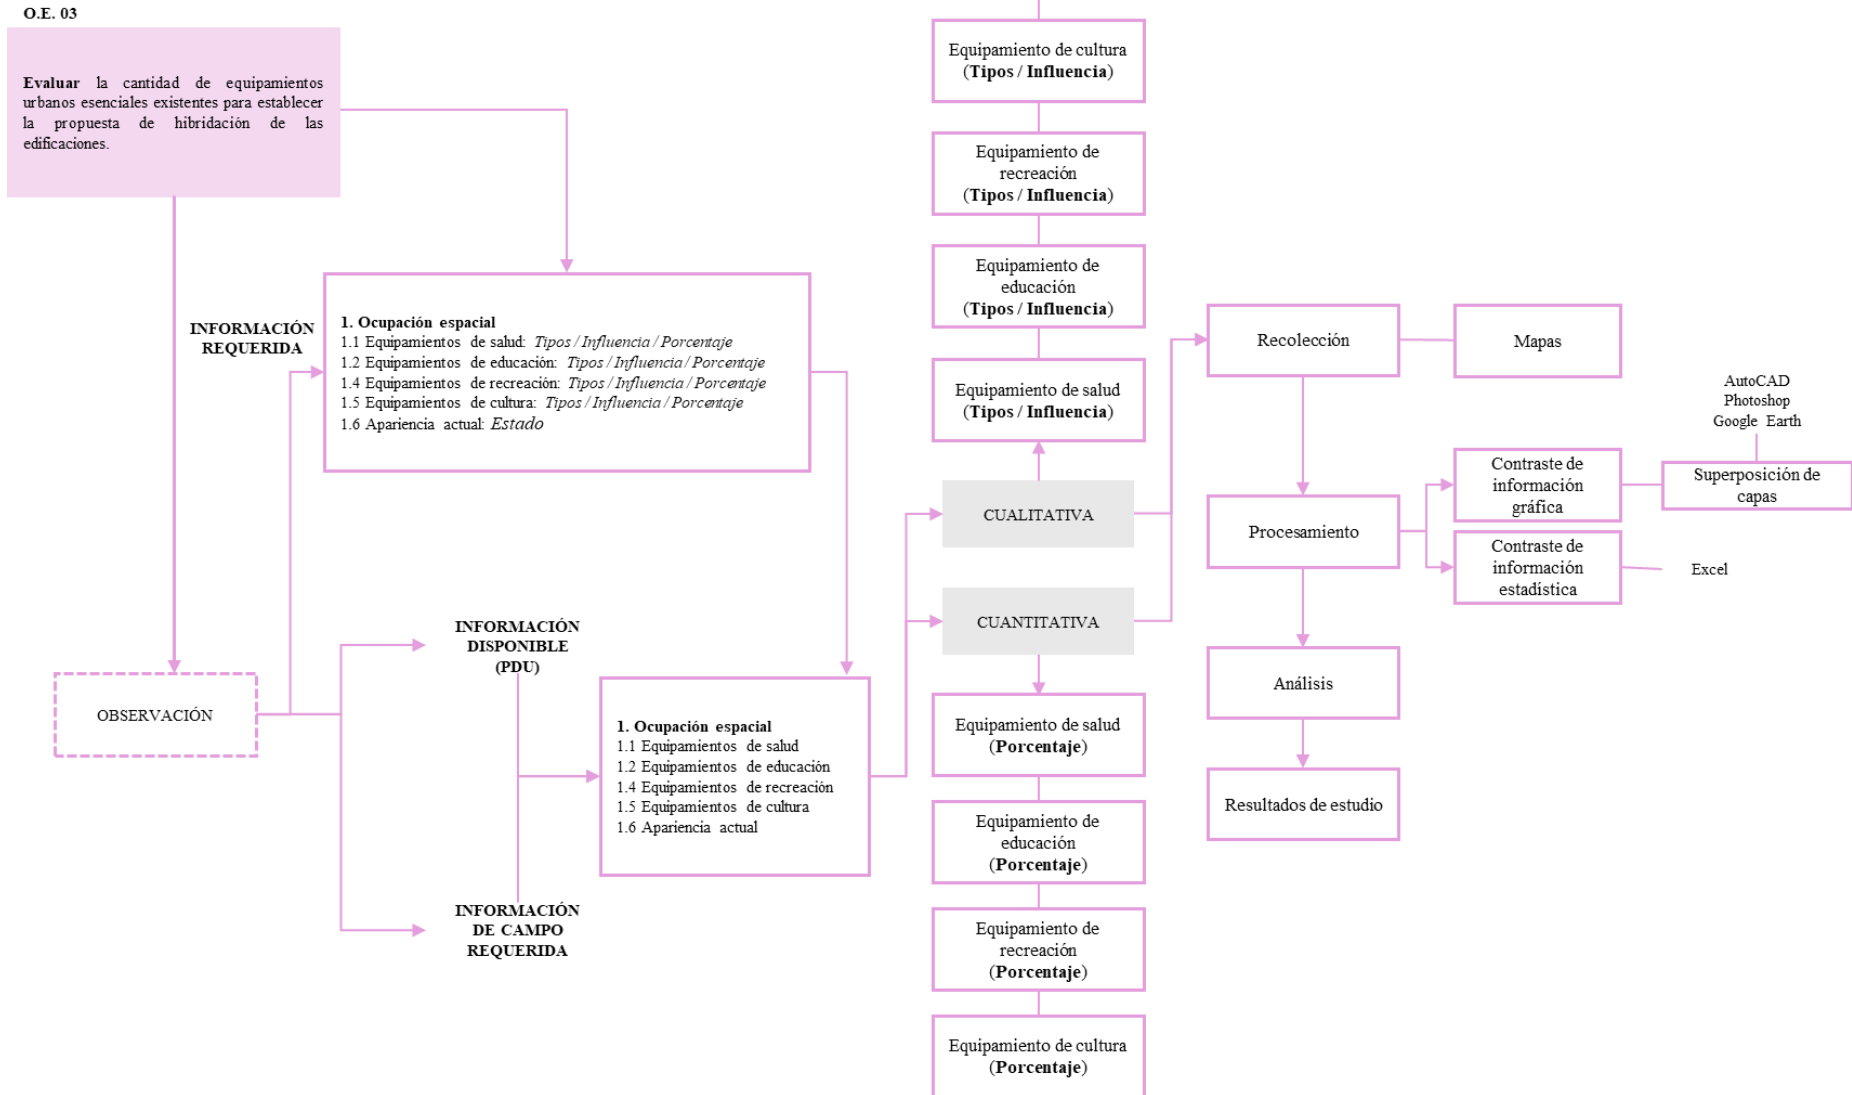 O.E. 03
Evaluar la cantidad de equipamientos
urbanos esenciales existentes para establecer
la propuesta de hibridación de las
edificaciones.
INFORMACIÓN
REQUERIDA
1. Ocupación espacial
1.1 Equipamientos de salud: Tipos / Influencia / Porcentaje
1.2 Equipamientos de educación: Tipos / Influencia / Porcentaje
1.4 Equipamientos de recreación: Tipos / Influencia / Porcentaje
1.5 Equipamientos de cultura: Tipos / Influencia / Porcentaje
1.6 Apariencia actual: Estado
OBSERVACIÓN
INFORMACIÓN
DISPONIBLE
(PDU)
INFORMACIÓN
DE CAMPO
REQUERIDA
1. Ocupación espacial
1.1 Equipamientos de salud
1.2 Equipamientos de educación
1.4 Equipamientos de recreación
1.5 Equipamientos de cultura
1.6 Apariencia actual
Equipamiento de cultura
(Tipos / Influencia)
Equipamiento de
recreación
(Tipos / Influencia)
Equipamiento de
educación
(Tipos / Influencia)
Equipamiento de salud
(Tipos / Influencia)
CUALITATIVA
CUANTITATIVA
Equipamiento de salud
(Porcentaje)
Equipamiento de
educación
(Porcentaje)
Equipamiento de
recreación
(Porcentaje)
Equipamiento de cultura
(Porcentaje)
Recolección
Mapas
Procesamiento
Contraste de
información
gráfica
AutoCAD
Photoshop
Google Earth
Superposición de
capas
Contraste de
información
estadística
Excel
Análisis
Resultados de estudio